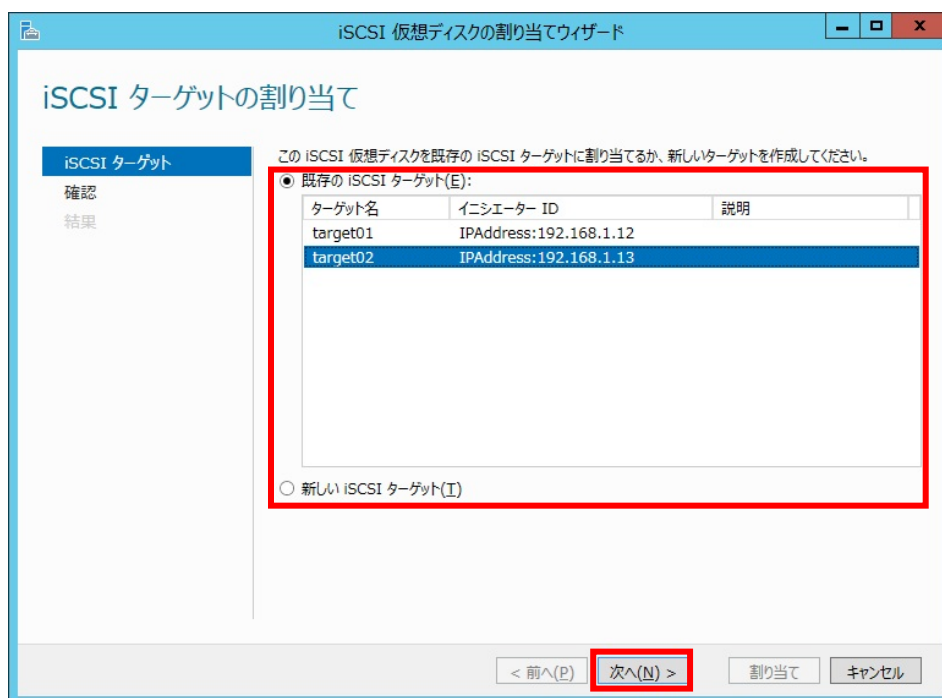 iSCSI 仮想ディスクの割り当てウィザード
iSCSI ターゲットの割り当て
iSCSI ターゲット
確認
結果
この iSCSI 仮想ディスクを既存の iSCSI ターゲットに割り当てるか、新しいターゲットを作成してください。
既存の iSCSI ターゲット(E):
ターゲット名 イニシエーター ID 説明
target01 IPAddress:192.168.1.12
target02 IPAddress:192.168.1.13
新しい iSCSI ターゲット(T)
< 前へ(P) 次へ(N) > 割り当て キャンセル